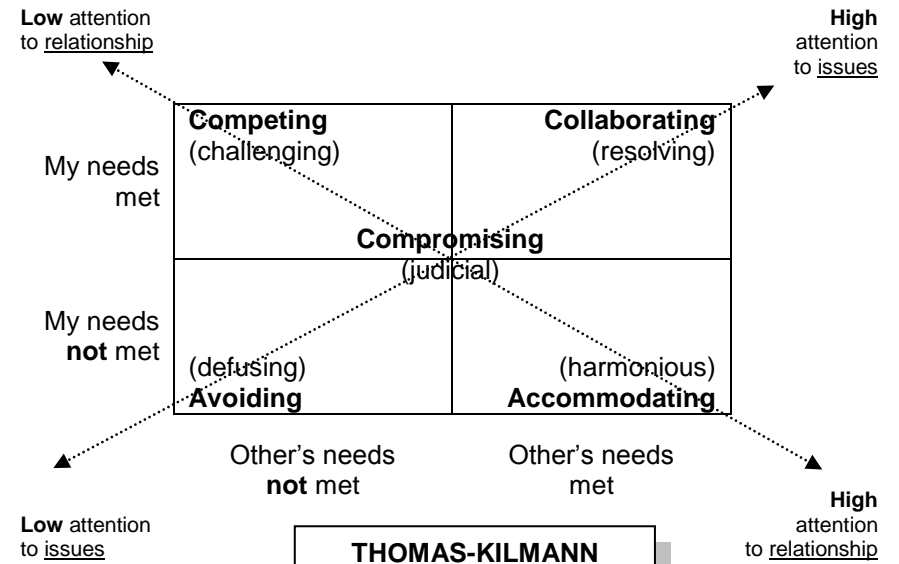 Low attention
to relationship
High
attention
to issues
Competing
(challenging)
Collaborating
(resolving)
My needs
met
Compromising
(judicial)
My needs
not met
(defusing)
Avoiding
(harmonious)
Accommodating
Other’s needs
not met
Other’s needs
met
Low attention
to issues
High
attention
to relationship
THOMAS-KILMANN